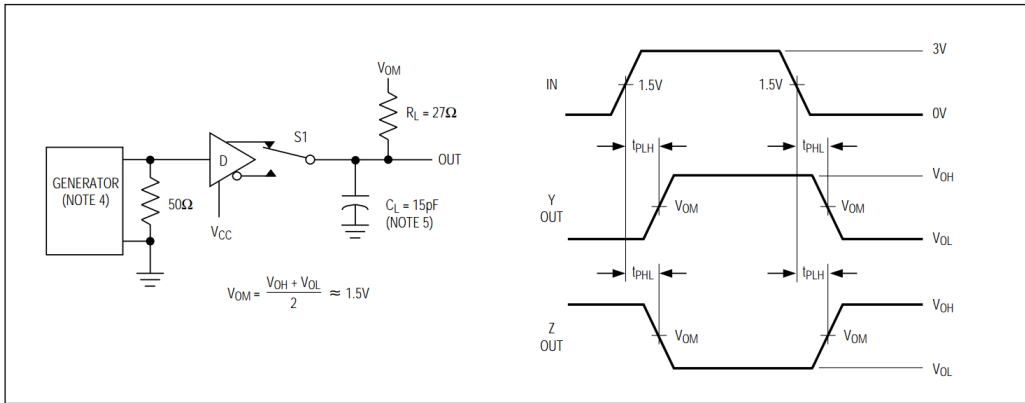 GENERATOR
(NOTE 4)
50Ω
D
VCC
S1
VOM
RL = 27Ω
OUT
CL = 15pF
(NOTE 5)
VOM = VOH + VOL
2
≈ 1.5V
IN
1.5V
1.5V
3V
0V
tPLH
tPHL
Y
OUT
VOM
VOM
VOH
VOL
tPHL
tPLH
Z
OUT
VOM
VOM
VOH
VOL